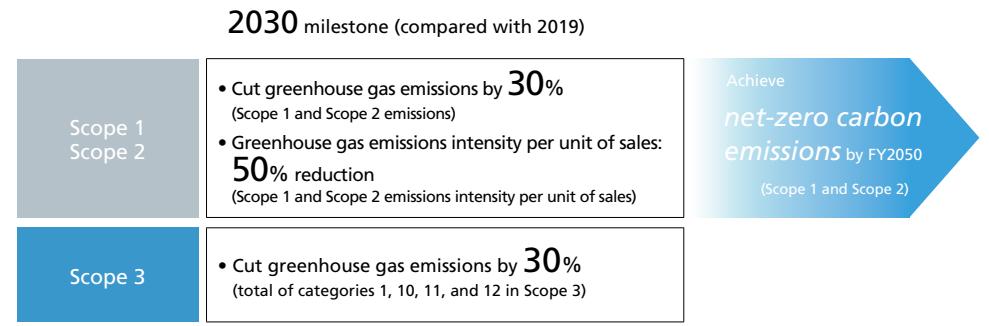 2030 milestone (compared with 2019)
Scope 1
Scope 2
• Cut greenhouse gas emissions by 30%
(Scope 1 and Scope 2 emissions)
• Greenhouse gas emissions intensity per unit of sales:
50% reduction
(Scope 1 and Scope 2 emissions intensity per unit of sales)
Achieve
net-zero carbon
emissions by FY2050
(Scope 1 and Scope 2)
Scope 3
• Cut greenhouse gas emissions by 30%
(total of categories 1, 10, 11, and 12 in Scope 3)